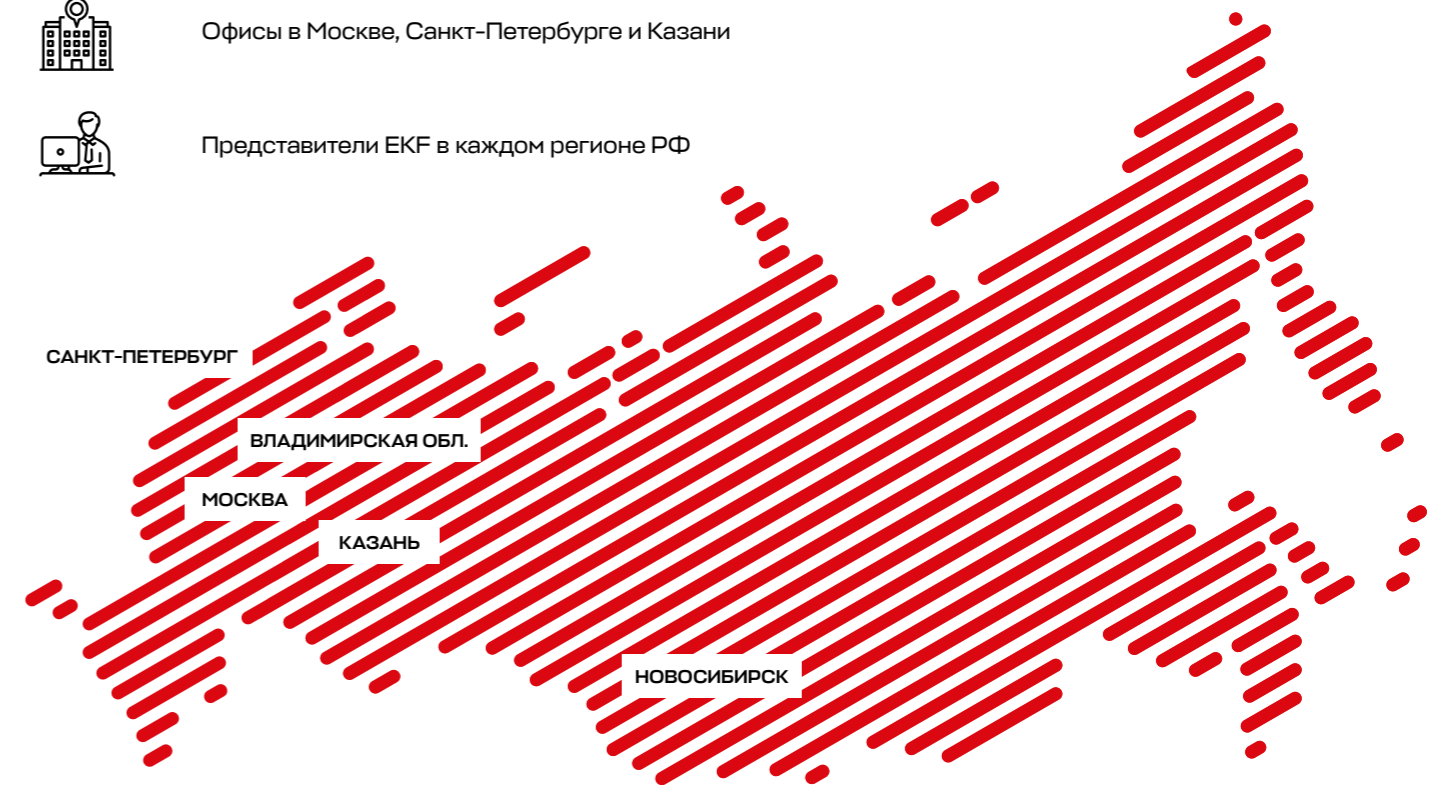 Офисы в Москве, Санкт-Петербурге и Казани
Представители EKF в каждом регионе РФ
САНКТ-ПЕТЕРБУРГ
ВЛАДИМИРСКАЯ ОБЛ.
МОСКВА
КАЗАНЬ
НОВОСИБИРСК